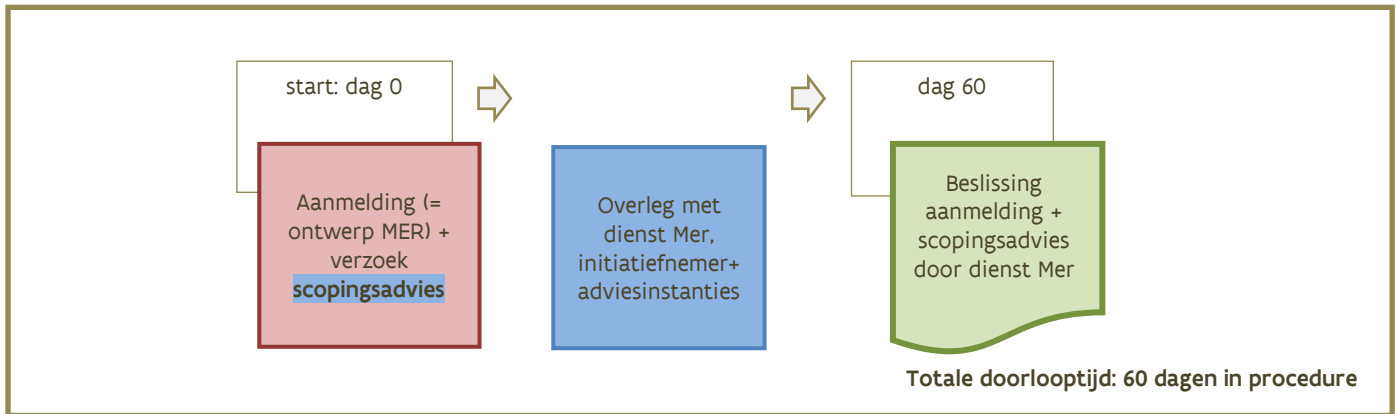 start: dag 0
Aanmelding (=
ontwerp MER) +
verzoek
scopingsadvies
Overleg met
dienst Mer,
initiatiefnemer+
adviesinstanties
dag 60
Beslissing
aanmelding +
scopingsadvies
door dienst Mer
Totale doorlooptijd: 60 dagen in procedure